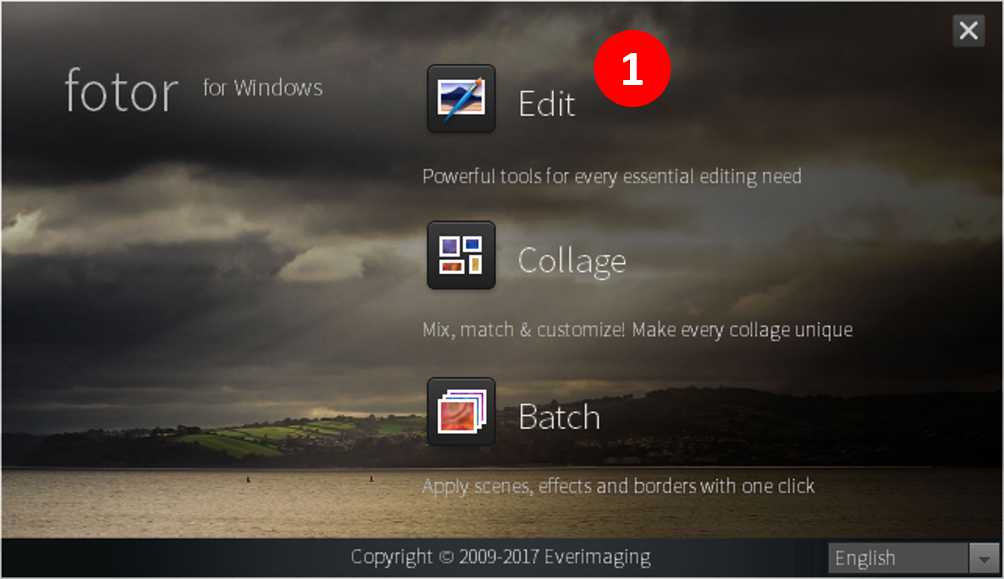 fotor for Windows
1
Edit
Powerful tools for every essential editing need
Collage
Mix, match & customize! Make every collage unique
Batch
Apply scenes, effects and borders with one click
Copyright © 2009-2017 Everimaging
English